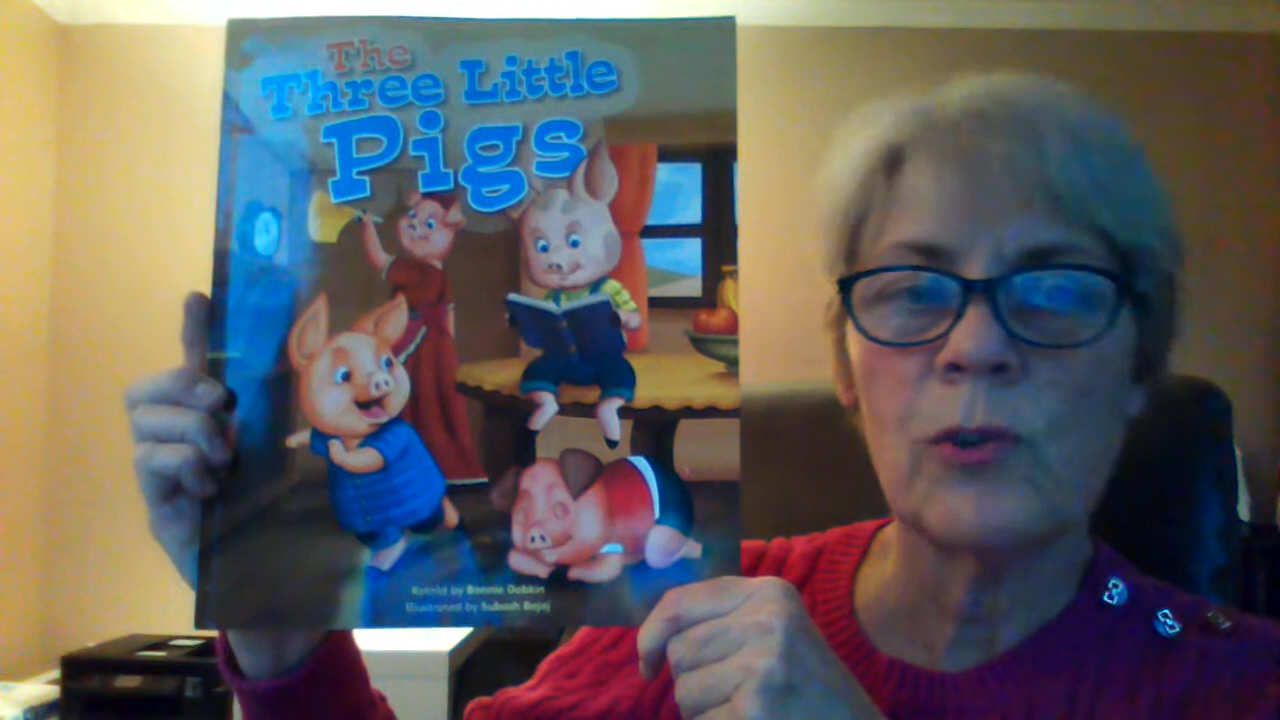 The
Three Little
Pigs
Retold by Bonnie Dobkin
Illustrated by Subash Bajaj